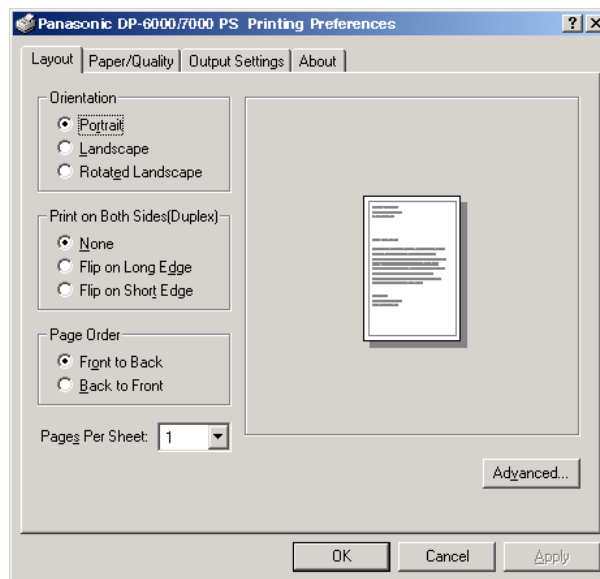 Panasonic DP-6000/7000 PS Printing Preferences
Layout Paper/Quality Output Settings About
Orientation
Portrait
Landscape
Rotated Landscape
Print on Both Sides(Duplex)
None
Flip on Long Edge
Flip on Short Edge
Page Order
Front to Back
Back to Front
Pages Per Sheet: 1
Advanced...
OK Cancel Apply